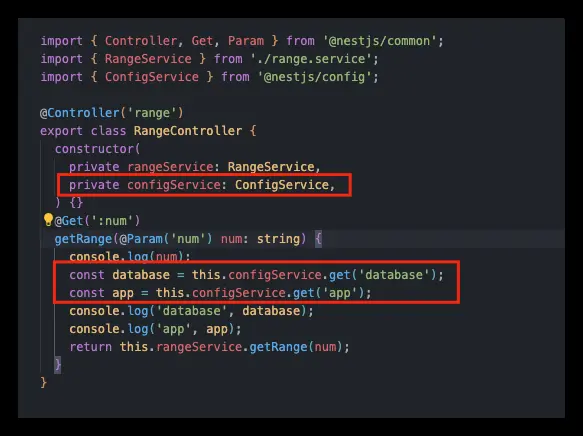 import { Controller, Get, Param } from '@nestjs/common';
import { RangeService } from './range.service';
import { ConfigService } from '@nestjs/config';
@Controller('range')
export class RangeController {
constructor(
private rangeService: RangeService,
private configService: ConfigService,
) {}
@Get(':num')
getRange(@Param('num') num: string) {
console.log(num);
const database = this.configService.get('database');
const app = this.configService.get('app');
console.log('database', database);
console.log('app', app);
return this.rangeService.getRange(num);
}
}